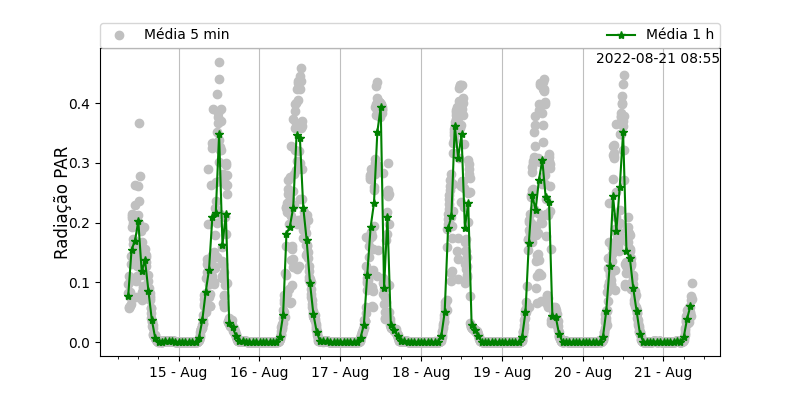 Média 5 min
Média 1 h
2022-08-21 08:55
Radiação PAR
0.4
0.3
0.2
0.1
0.0
15 - Aug
16 - Aug
17 - Aug
18 - Aug
19 - Aug
20 - Aug
21 - Aug